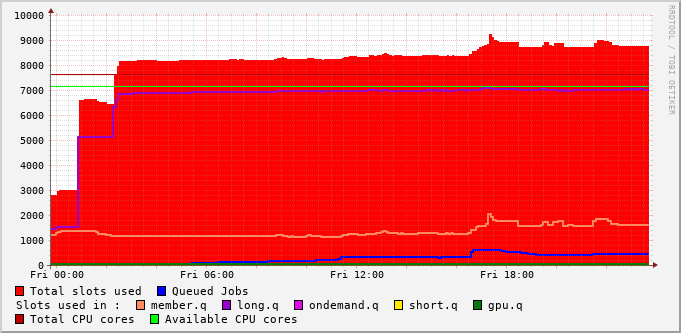 10000
9000
8000
7000
6000
5000
4000
3000
2000
1000
0
Fri 00:00 Fri 06:00 Fri 12:00 Fri 18:00
Total slots used Queued Jobs
Slots used in : member.q long.q ondemand.q short.q gpu.q
Total CPU cores Available CPU cores
RRDTOOL / TOBI OETIKER